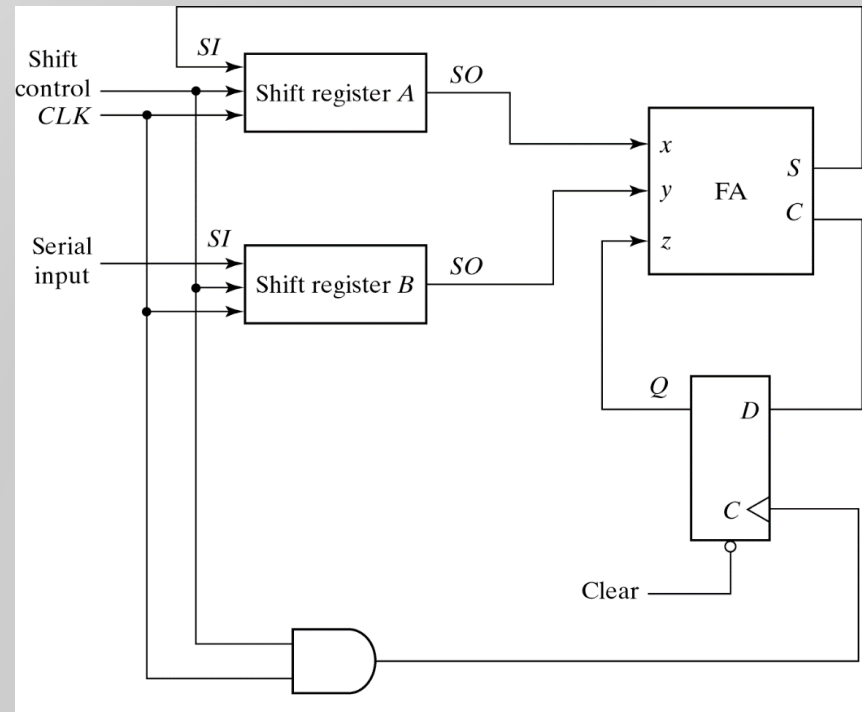 SI
Shift
control
CLK
Shift register A
SO
x
y
z
FA
S
C
Serial
input
SI
Shift register B
SO
Q
D
C
Clear